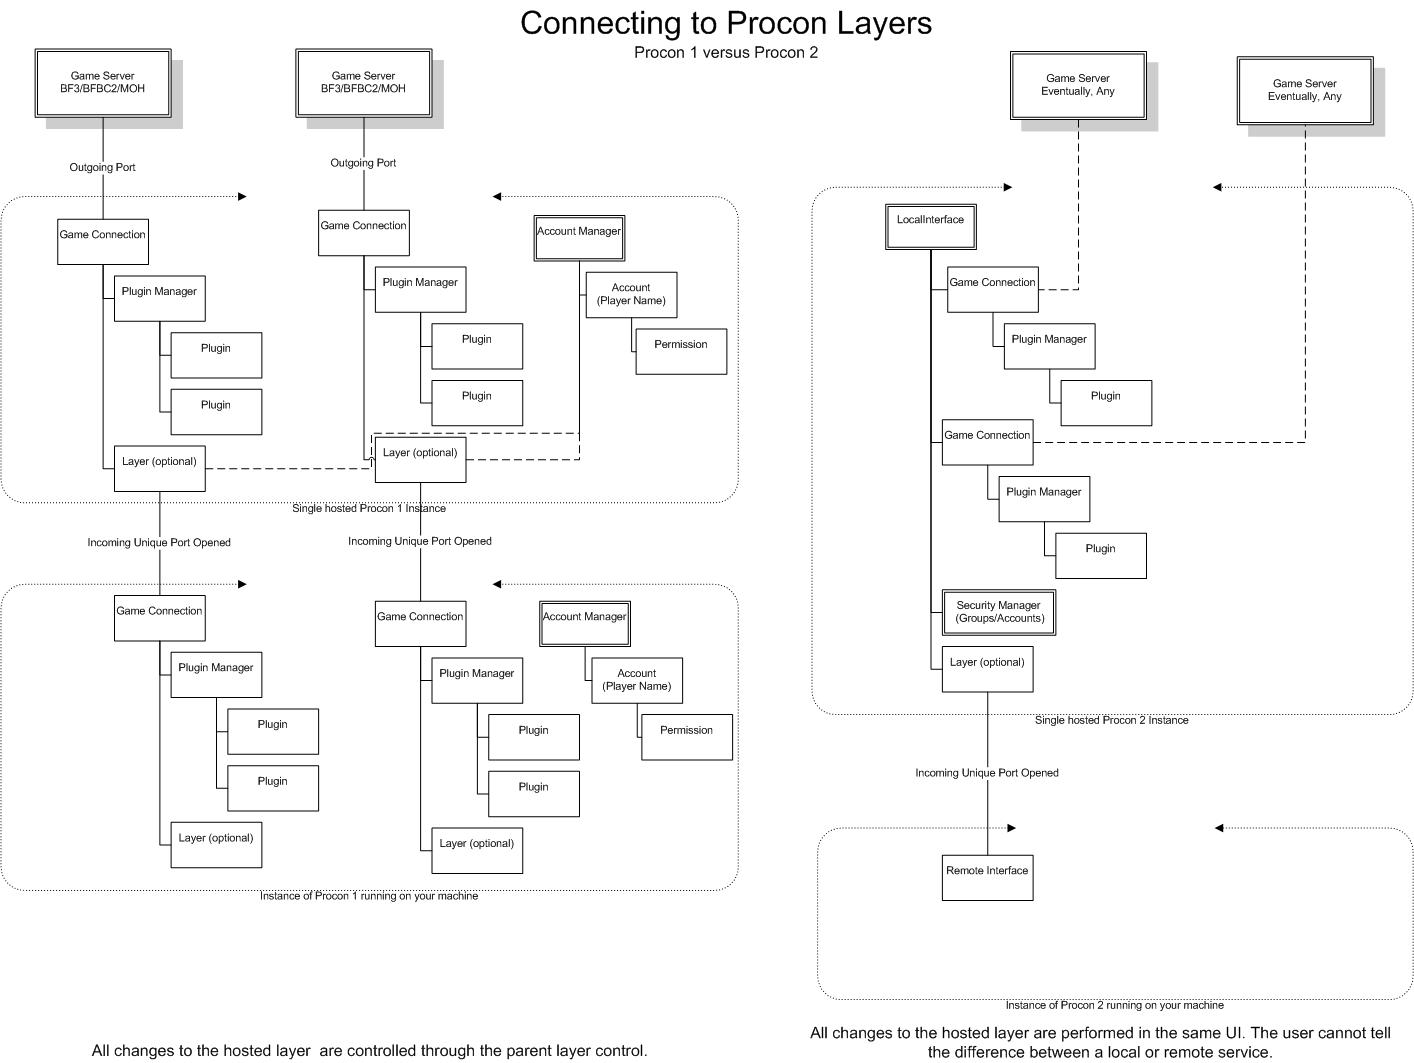 Connecting to Procon Layers
Procon 1 versus Procon 2
Game Server
BF3/BFBC2/MOH
Game Server
BF3/BFBC2/MOH
Outgoing Port
Outgoing Port
Game Connection
Plugin Manager
Plugin
Plugin
Layer (optional)
Game Connection
Plugin Manager
Plugin
Plugin
Layer (optional)
Account Manager
Account
(Player Name)
Permission
Single hosted Procon 1 Instance
Incoming Unique Port Opened
Incoming Unique Port Opened
Game Connection
Plugin Manager
Plugin
Plugin
Layer (optional)
Game Connection
Plugin Manager
Plugin
Plugin
Layer (optional)
Account Manager
Account
(Player Name)
Permission
Instance of Procon 1 running on your machine
All changes to the hosted layer  are controlled through the parent layer control.
Game Server
Eventually, Any
Game Server
Eventually, Any
LocalInterface
Game Connection
Plugin Manager
Plugin
Game Connection
Plugin Manager
Plugin
Security Manager
(Groups/Accounts)
Layer (optional)
Single hosted Procon 2 Instance
Incoming Unique Port Opened
Remote Interface
Instance of Procon 2 running on your machine
All changes to the hosted layer are performed in the same UI. The user cannot tell
the difference between a local or remote service.